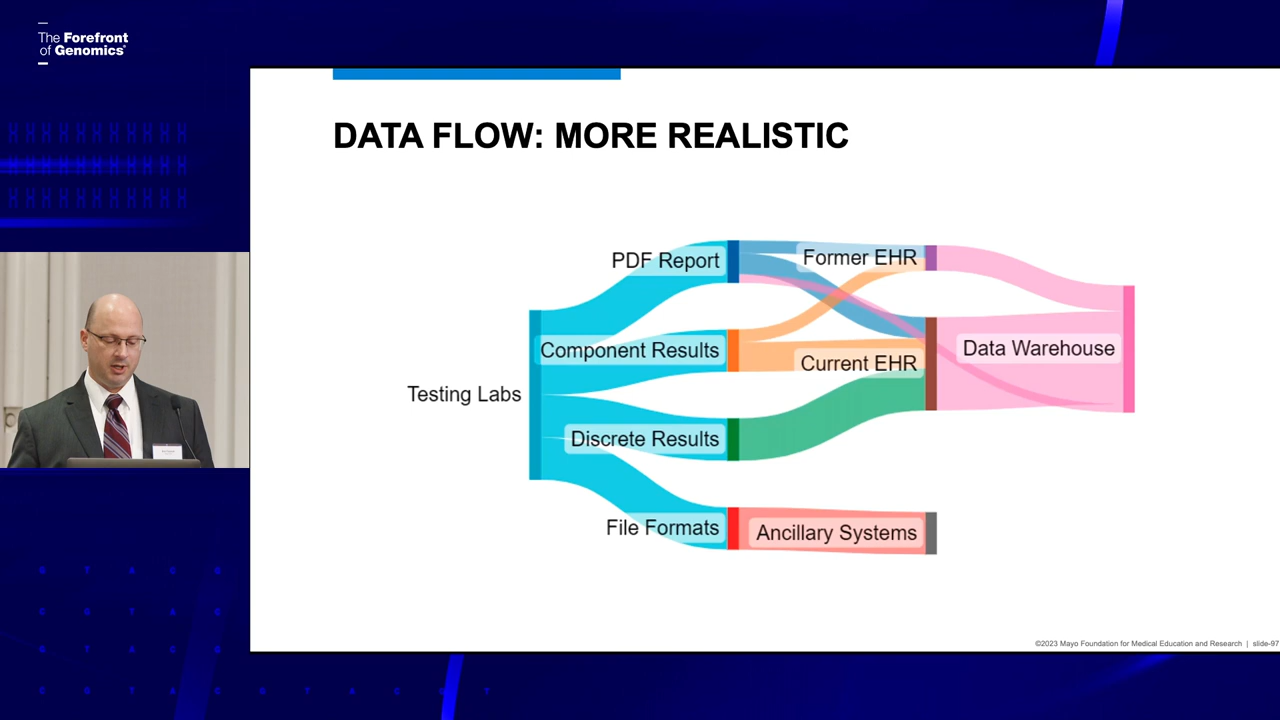 The Forefront
of Genomics®
DATA FLOW: MORE REALISTIC
PDF Report
Former EHR
Component Results
Current EHR
Data Warehouse
Testing Labs
Discrete Results
File Formats
Ancillary Systems
©2023 Mayo Foundation for Medical Education and Research | slide-97